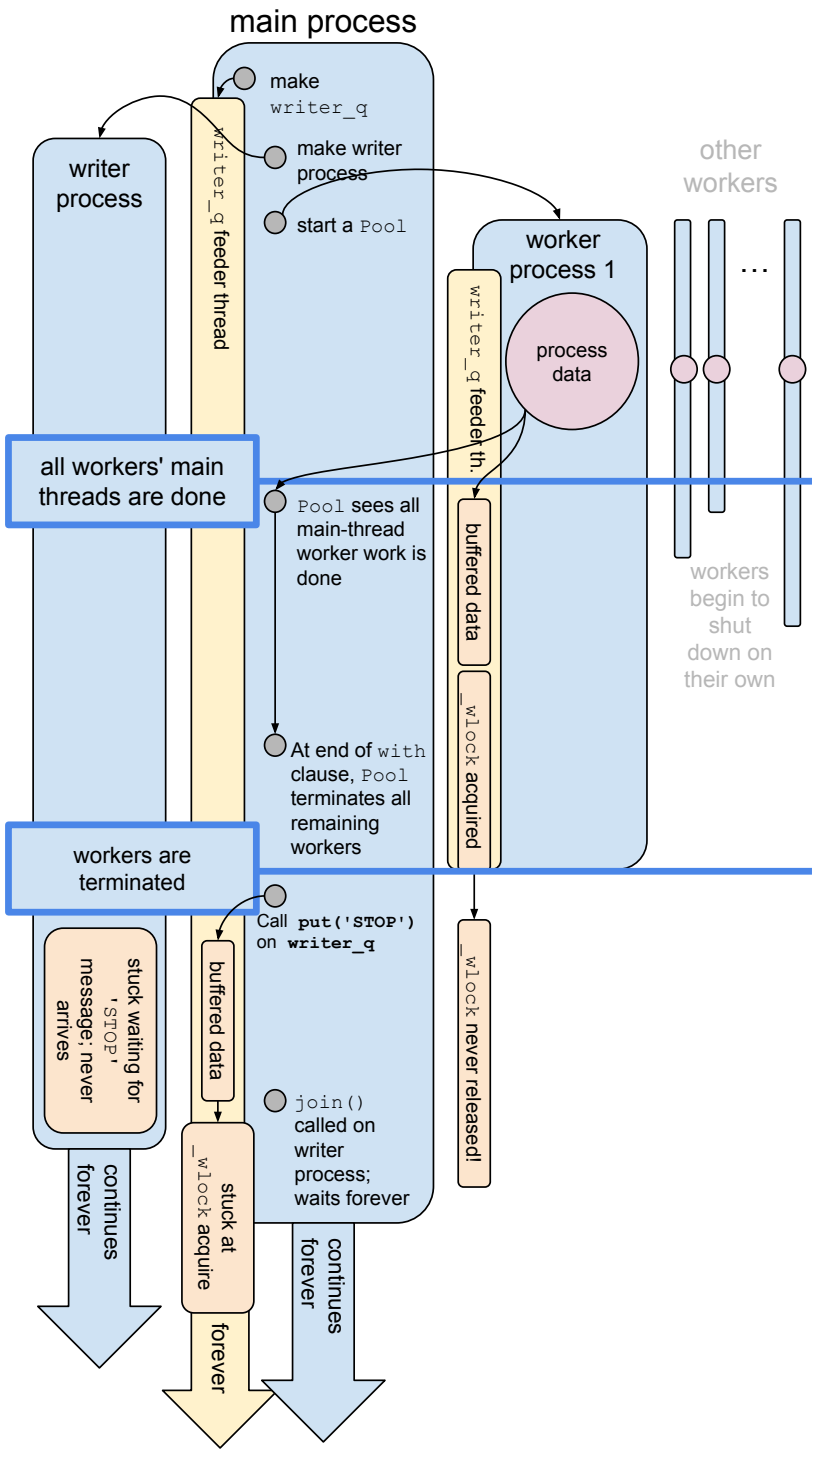 main process
make
writer_q
make writer
process
start a Pool
writer_q feeder thread
writer
process
other
workers
...
worker
process 1
process
data
writer_q feeder th.
all workers' main
threads are done
Pool sees all
main-thread
worker work is
done
buffered data
_wlock acquired
workers
begin to
shut
down on
their own
At end of with
clause, Pool
terminates all
remaining
workers
workers are
terminated
Call put('STOP')
on writer_q
buffered data
stuck waiting for
'STOP'
message; never
arrives
_wlock never released!
join()
called on
writer
process;
waits forever
stuck at
_wlock acquire
continues
forever
forever
continues
forever